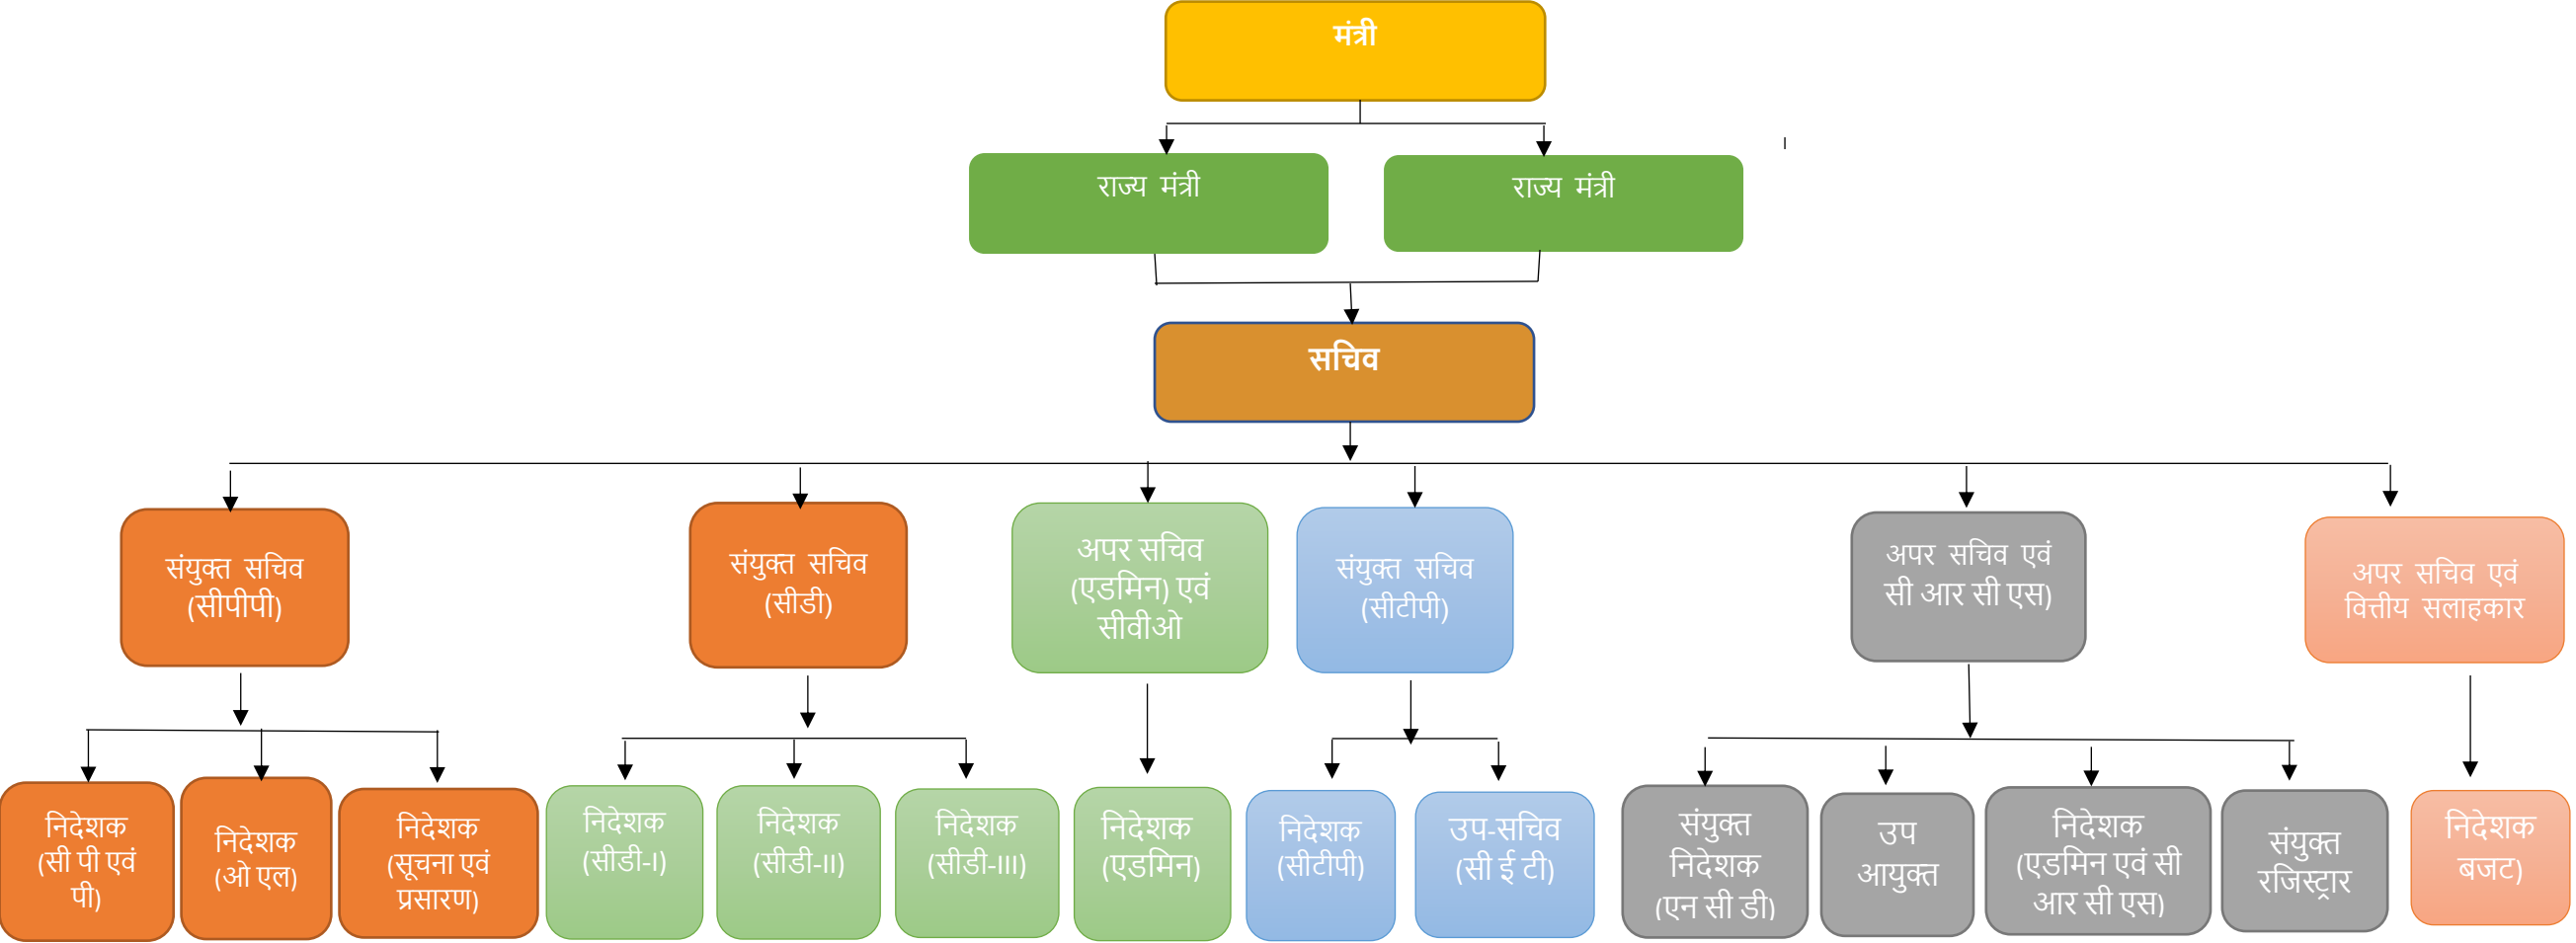 मंत्री
राज्य मंत्री
राज्य मंत्री
सचिव
संयुक्त सचिव
(सीपीपी)
संयुक्त सचिव
(सीडी)
अपर सचिव
(एडमिन) एवं
सीवीओ
संयुक्त सचिव
(सीटीपी)
अपर सचिव एवं
सी आर सी एस)
अपर सचिव एवं
वित्तीय सलाहकार
निदेशक
(सी पी एवं
पी)
निदेशक
(ओ एल)
निदेशक
(सूचना एवं
प्रसारण)
निदेशक
(सीडी-I)
निदेशक
(सीडी-II)
निदेशक
(सीडी-III)
निदेशक
(एडमिन)
निदेशक
(सीटीपी)
उप-सचिव
(सी ई टी)
संयुक्त
निदेशक
(एन सी डी)
उप
आयुक्त
निदेशक
(एडमिन एवं सी
आर सी एस)
संयुक्त
रजिस्ट्रार
निदेशक
बजट)